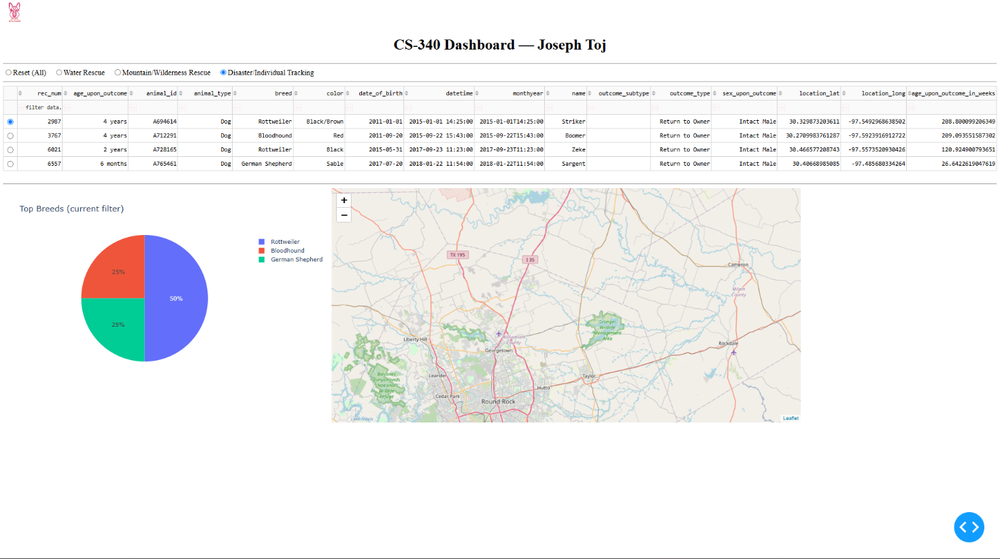 CS-340 Dashboard — Joseph Toj
Reset (All) Water Rescue Mountain/Wilderness Rescue Disaster/Individual Tracking
rec_num age_upon_outcome animal_id animal_type breed color date_of_birth datetime monthyear name outcome_subtype outcome_type sex_upon_outcome location_lat location_long age_upon_outcome_in_weeks
filter data.
2987 4 years A694614 Dog Rottweiler Black/Brown 2011-01-01 2015-01-01 14:25:00 2015-01-01T14:25:00 Striker Return to Owner Intact Male 30.329873203611 -97.5492968638502 208.800099206349
3767 4 years A712291 Dog Bloodhound Red 2011-09-20 2015-09-22 15:43:00 2015-09-22T15:43:00 Boomer Return to Owner Intact Male 30.2709983761287 -97.5923916912722 209.093551587302
6021 2 years A728165 Dog Rottweiler Black 2015-05-31 2017-09-23 11:23:00 2017-09-23T11:23:00 Zeke Return to Owner Intact Male 30.466577208743 -97.5573520930426 120.924900793651
6557 6 months A765461 Dog German Shepherd Sable 2017-07-20 2018-01-22 11:54:00 2018-01-22T11:54:00 Sargent Return to Owner Intact Male 30.40668985085 -97.485680334264 26.6422619047619
Top Breeds (current filter)
Rottweiler
Bloodhound
German Shepherd
25%
50%
25%
+
−
TX 195
I 35
Cameron
Milam
County
Granger
Wildlife
Management
Area
Liberty Hill
Williamson
County
Georgetown
Rockdale
Leander
Taylor
Balcones
Canyonlands
National
Wildlife
Refuge
Hutto
Cedar Park
Round Rock
Lake Travis
Leaflet